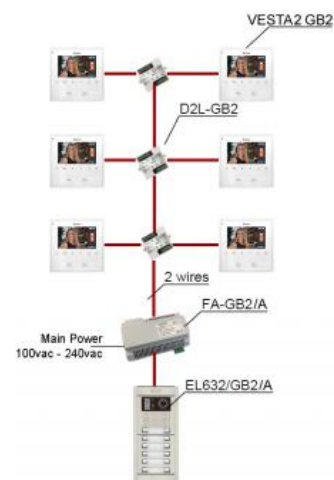 VESTA2 GB2
D2L-GB2
2 wires
FA-GB2/A
Main Power
100vac - 240vac
EL632/GB2/A